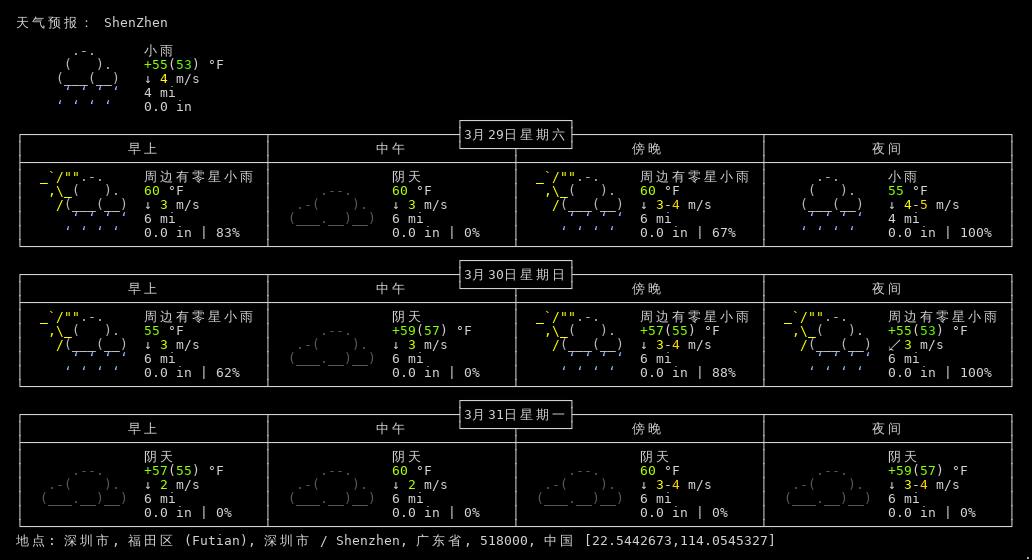 天气预报： ShenZhen
小雨
+55(53) °F
↓ 4 m/s
4 mi
0.0 in
3月29日星期六
早上 中午 傍晚 夜间
周边有零星小雨 阴天 周边有零星小雨 小雨
60 °F 60 °F 60 °F 55 °F
↓ 3 m/s ↓ 3 m/s ↓ 3-4 m/s ↓ 4-5 m/s
6 mi 6 mi 6 mi 4 mi
0.0 in | 83% 0.0 in | 0% 0.0 in | 67% 0.0 in | 100%
3月30日星期日
早上 中午 傍晚 夜间
周边有零星小雨 阴天 周边有零星小雨 周边有零星小雨
55 °F +59(57) °F +57(55) °F +55(53) °F
↓ 3 m/s ↓ 3 m/s ↓ 3-4 m/s ↙ 3 m/s
6 mi 6 mi 6 mi 6 mi
0.0 in | 62% 0.0 in | 0% 0.0 in | 88% 0.0 in | 100%
3月31日星期一
早上 中午 傍晚 夜间
阴天 阴天 阴天 阴天
+57(55) °F 60 °F 60 °F +59(57) °F
↓ 2 m/s ↓ 2 m/s ↓ 3-4 m/s ↓ 3-4 m/s
6 mi 6 mi 6 mi 6 mi
0.0 in | 0% 0.0 in | 0% 0.0 in | 0% 0.0 in | 0%
地点: 深圳市, 福田区 (Futian), 深圳市 / Shenzhen, 广东省, 518000, 中国 [22.5442673,114.0545327]